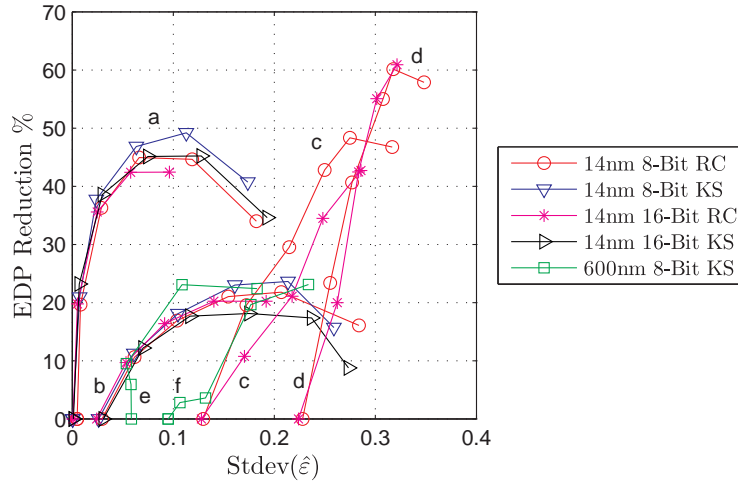 70
60
50
40
30
20
10
0
EDP Reduction %
0
0.1
0.2
0.3
0.4
Stdev(ε̂)
a
b
e
f
c
d
c
d
14nm 8-Bit RC
14nm 8-Bit KS
14nm 16-Bit RC
14nm 16-Bit KS
600nm 8-Bit KS